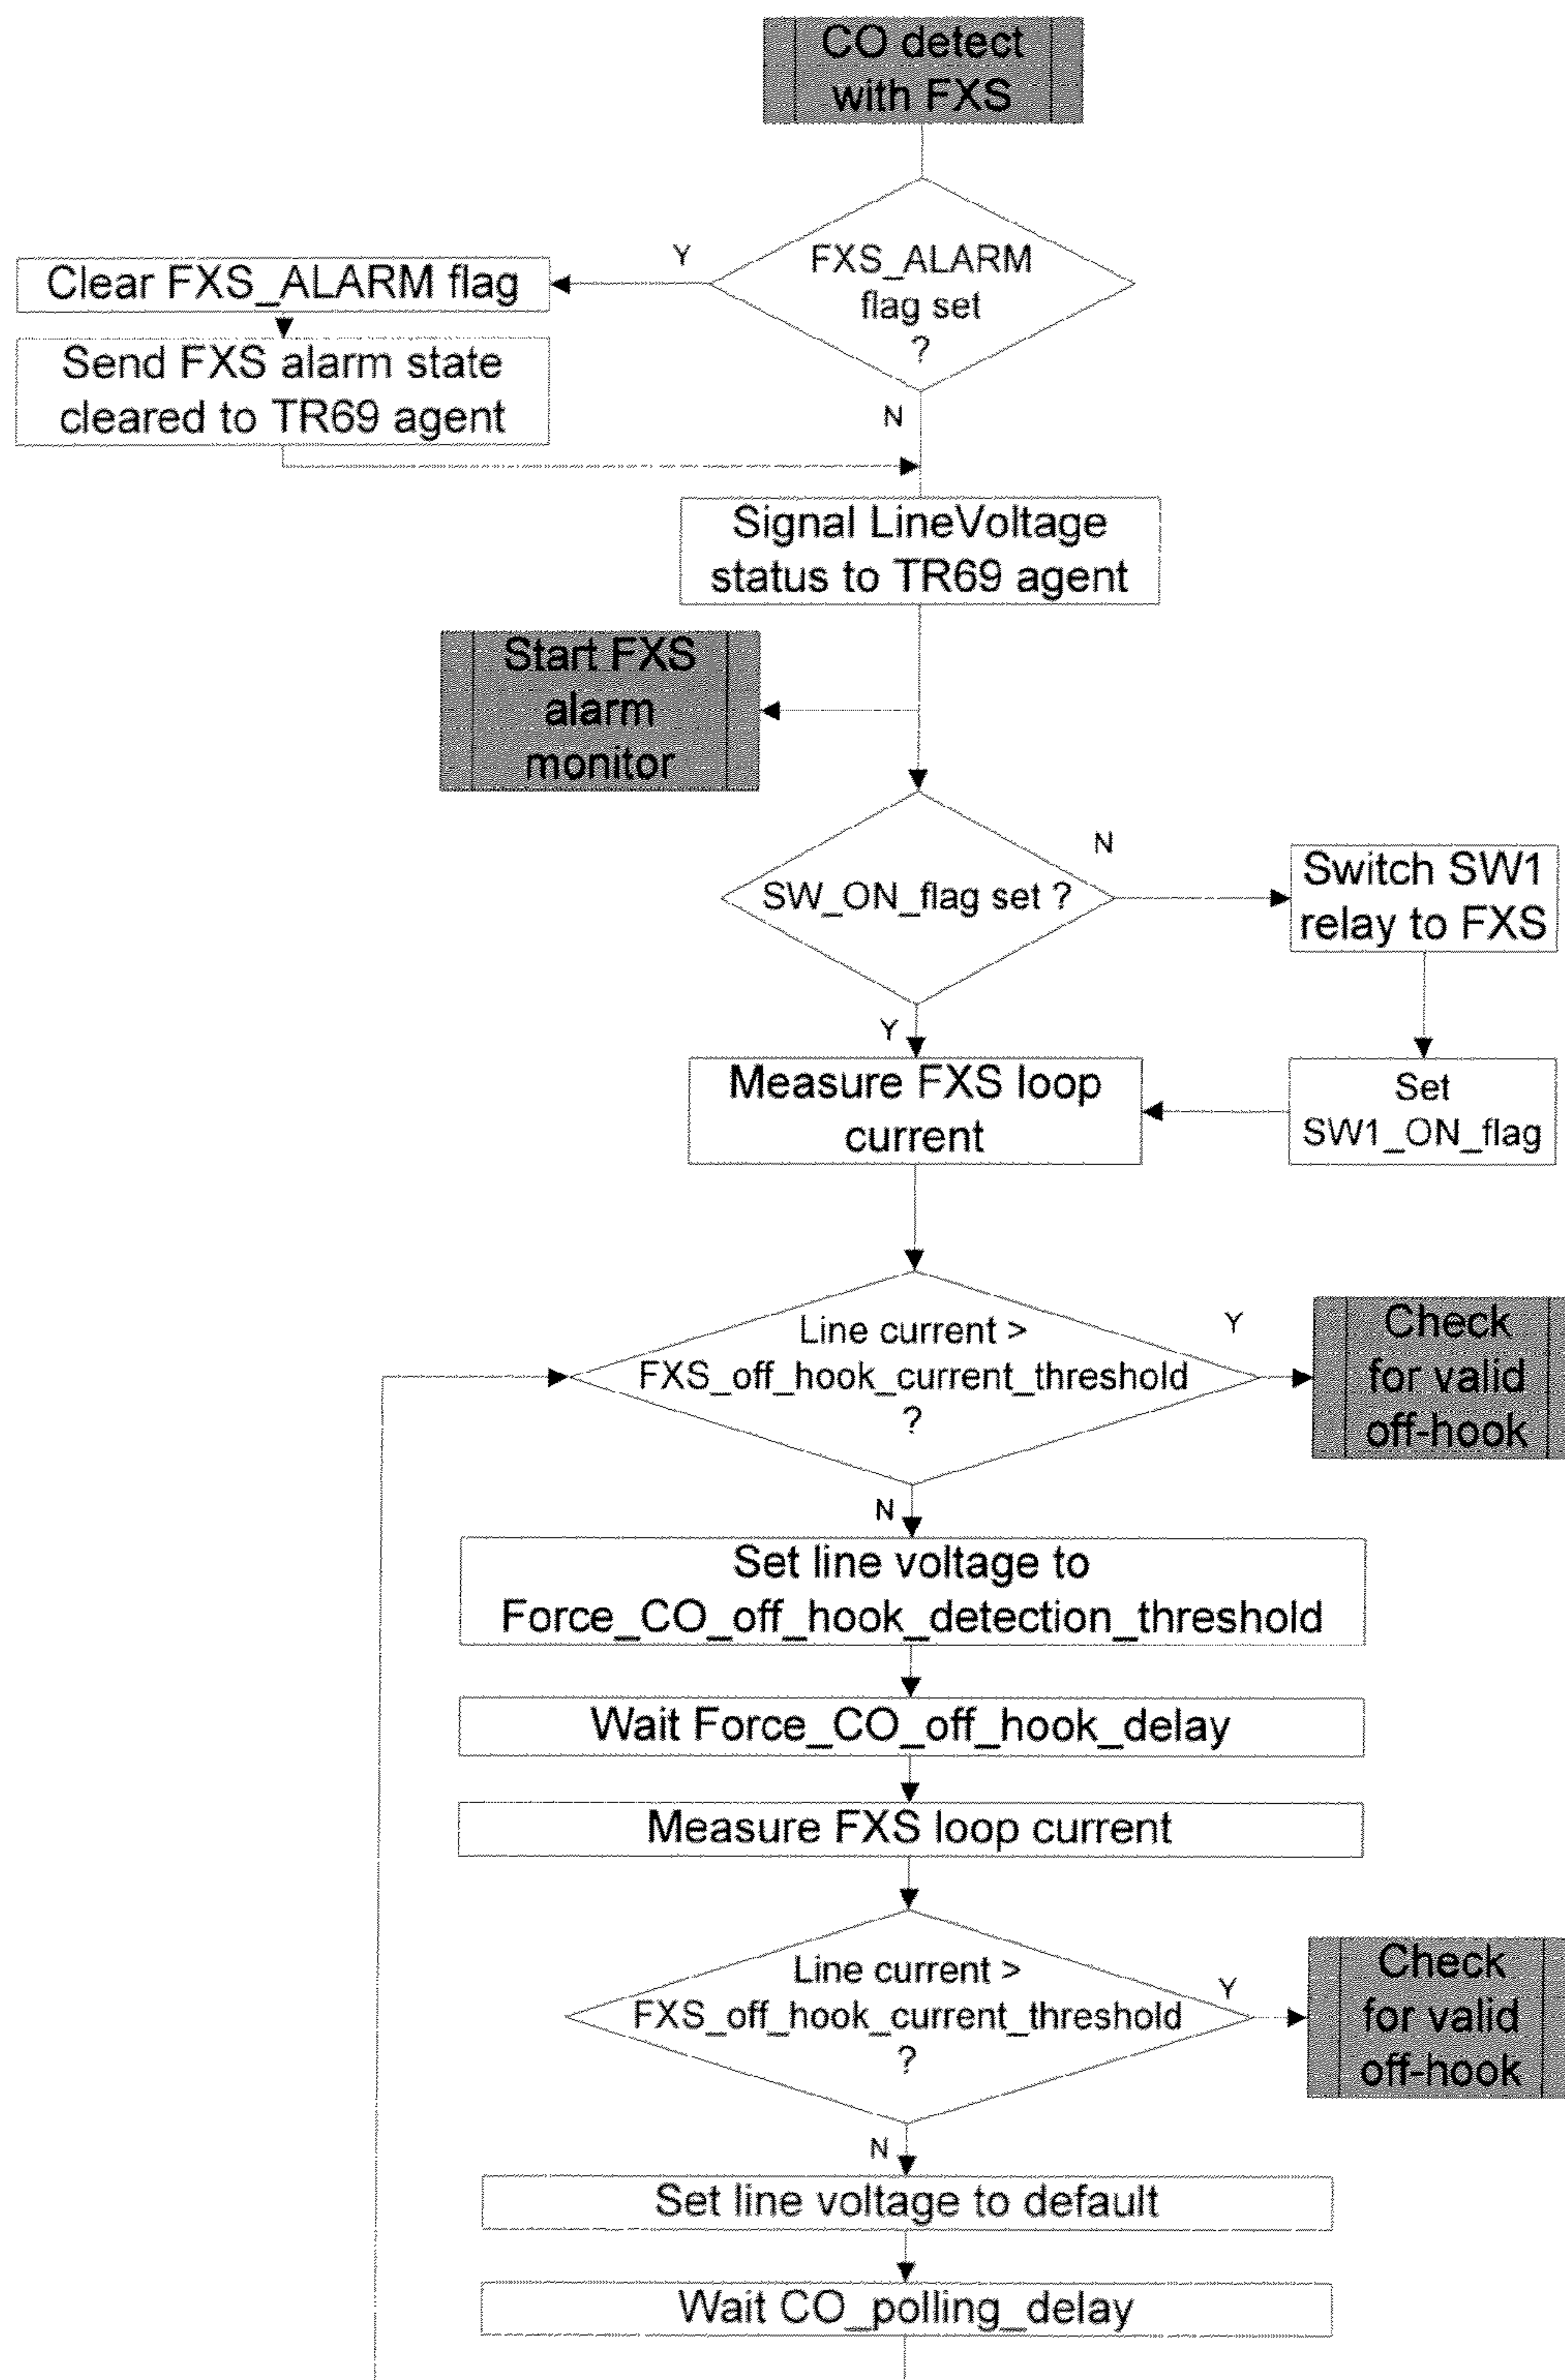 CO detect
with FXS
FXS_ALARM
flag set
?
Y
Clear FXS_ALARM flag
Send FXS alarm state
cleared to TR69 agent
N
Signal LineVoltage
status to TR69 agent
Start FXS
alarm
monitor
SW_ON_flag set ?
N
Switch SW1
relay to FXS
Set
SW1_ON_flag
Y
Measure FXS loop
current
Line current >
FXS_off_hook_current_threshold
?
Y
Check
for valid
off-hook
N
Set line voltage to
Force_CO_off_hook_detection_threshold
Wait Force_CO_off_hook_delay
Measure FXS loop current
Line current >
FXS_off_hook_current_threshold
?
Y
Check
for valid
off-hook
N
Set line voltage to default
Wait CO_polling_delay